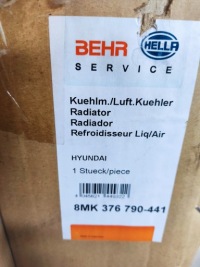 BEHR HELLA
SERVICE
Kuehlm./Luft.Kuehler
Radiator
Radiador
Refroidisseur Liq/Air
HYUNDAI
1 Stueck/piece
8MK 376 790-441